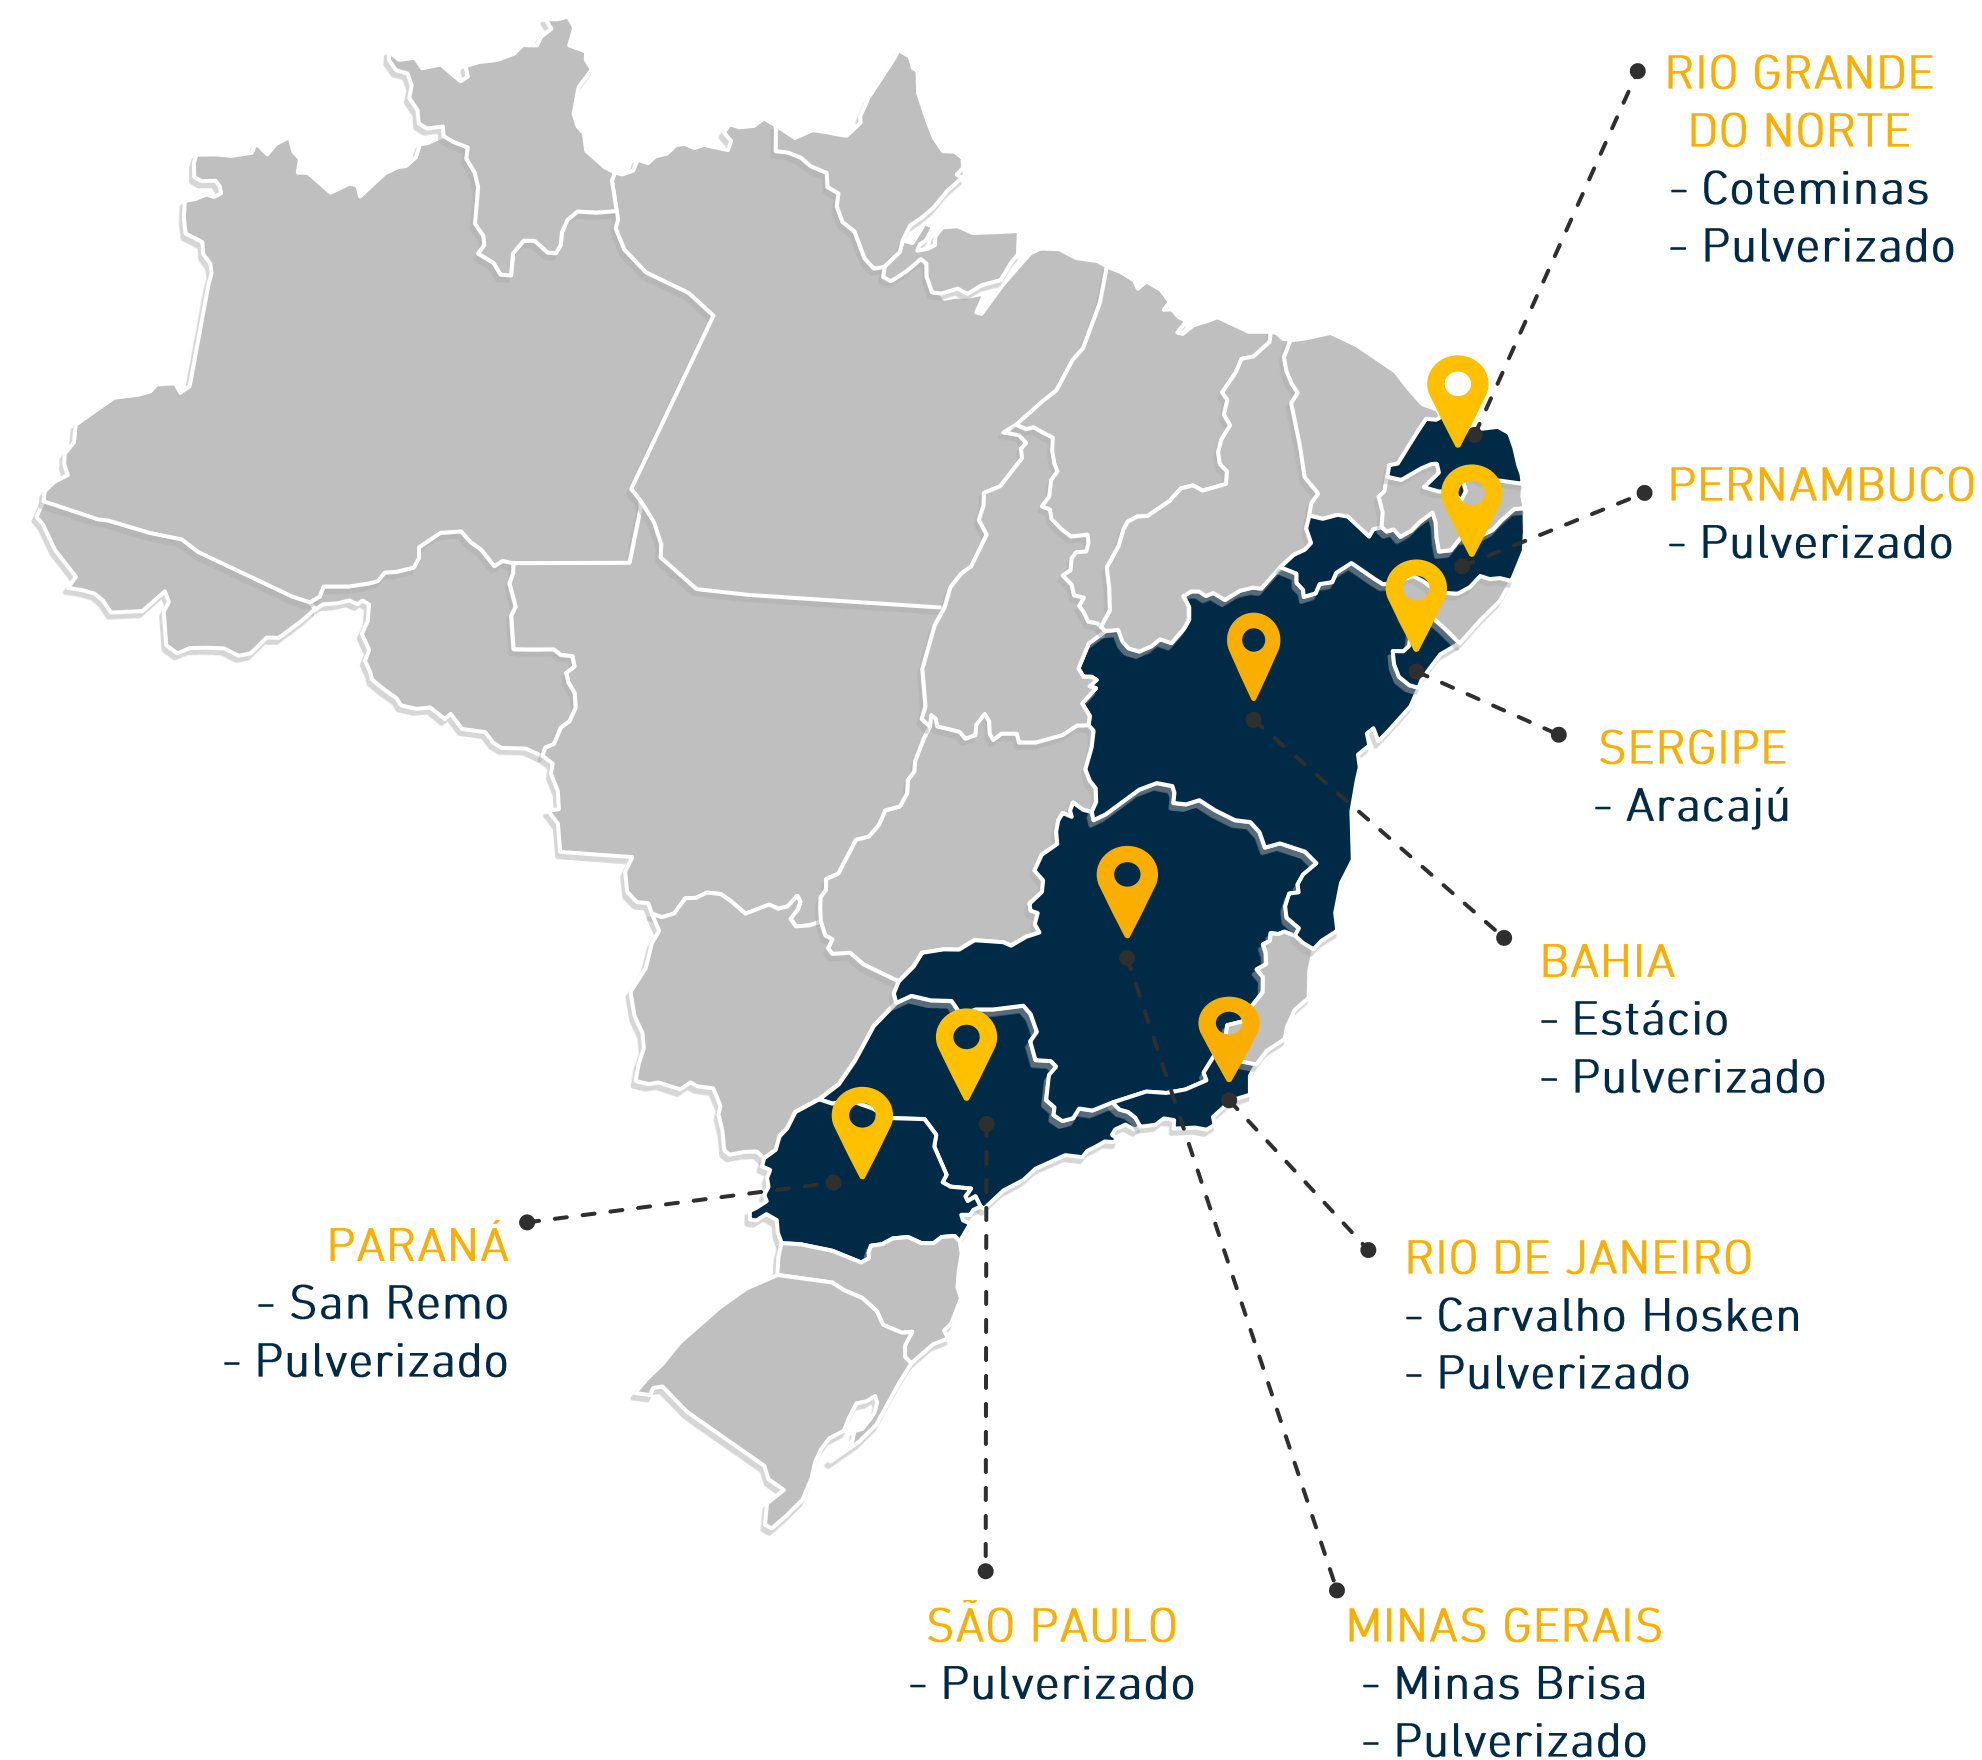 RIO GRANDE
DO NORTE
- Coteminas
- Pulverizado
PERNAMBUCO
- Pulverizado
SERGIPE
- Aracajú
BAHIA
- Estácio
- Pulverizado
PARANÁ
- San Remo
- Pulverizado
RIO DE JANEIRO
- Carvalho Hosken
- Pulverizado
SÃO PAULO
- Pulverizado
MINAS GERAIS
- Minas Brisa
- Pulverizado